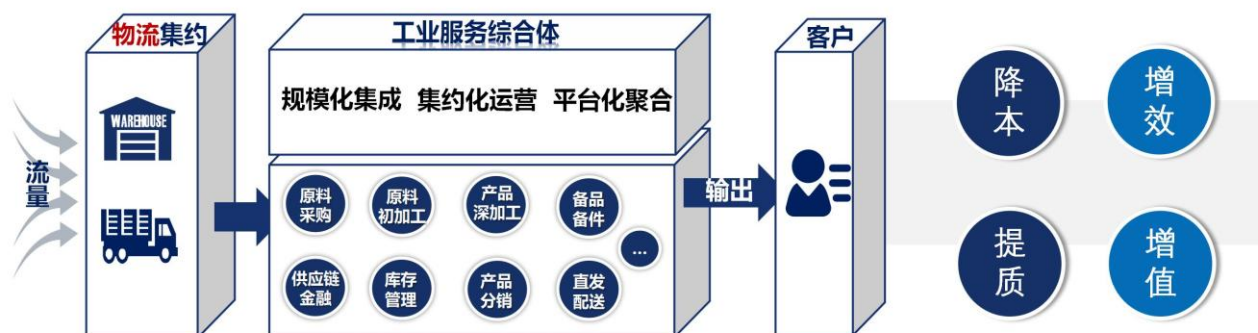 流量
物流集约
WAREHOUSE
工业服务综合体
规模化集成 集约化运营 平台化聚合
原料
采购
原料
初加工
产品
深加工
备品
备件
...
供应链
金融
库存
管理
产品
分销
直发
配送
输出
客户
降
本
增
效
提
质
增
值